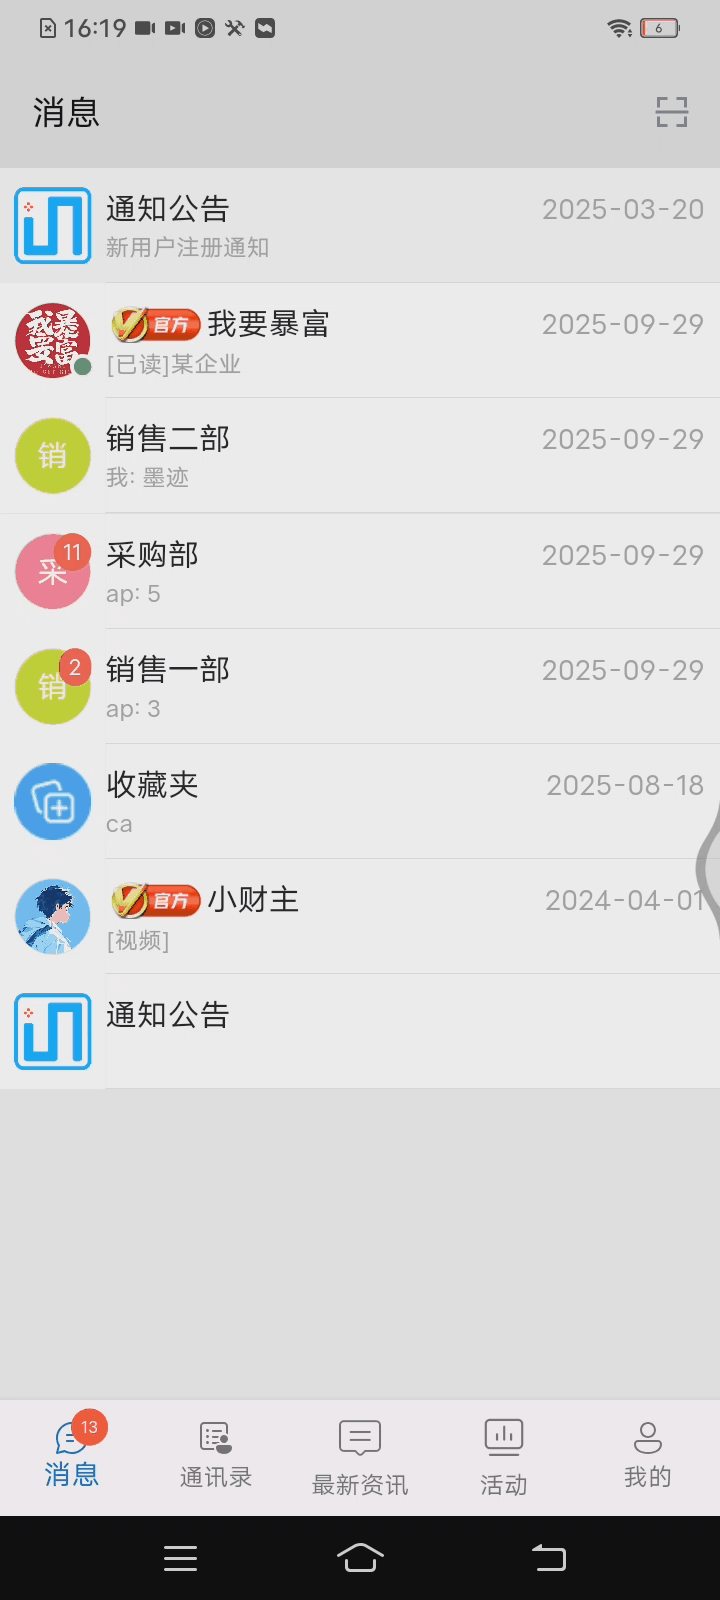 16:19
6
消息
通知公告
2025-03-20
新用户注册通知
官方 我要暴富
2025-09-29
我要暴富
[已读]某企业
销售二部
2025-09-29
销
我: 墨迹
采购部
2025-09-29
11
采
ap: 5
销售一部
2025-09-29
2
销
ap: 3
收藏夹
2025-08-18
ca
官方 小财主
2024-04-01
[视频]
通知公告
13
消息
通讯录
最新资讯
活动
我的